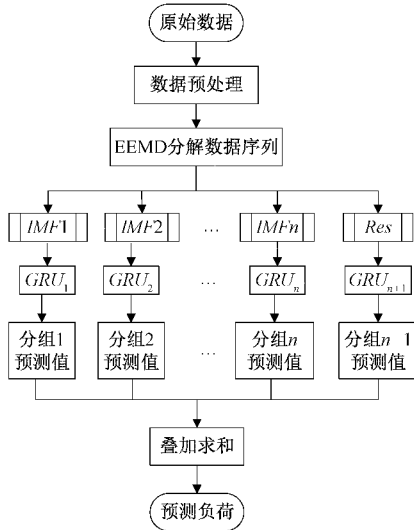 原始数据
数据预处理
EEMD分解数据序列
IMF1 IMF2 … IMFn Res
GRU1 GRU2 … GRUn GRUn+1
分组1 分组2 … 分组n 分组n 1
预测值 预测值 预测值 预测值
叠加求和
预测负荷